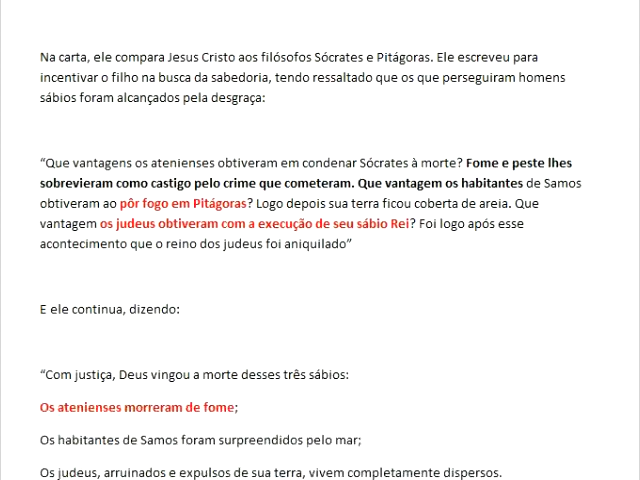 Na carta, ele compara Jesus Cristo aos filósofos Sócrates e Pitágoras. Ele escreveu para
incentivar o filho na busca da sabedoria, tendo ressaltado que os que perseguiram homens
sábios foram alcançados pela desgraça:
“Que vantagens os atenienses obtiveram em condenar Sócrates à morte? Fome e peste lhes
sobrevieram como castigo pelo crime que cometeram. Que vantagem os habitantes de Samos
obtiveram ao pôr fogo em Pitágoras? Logo depois sua terra ficou coberta de areia. Que
vantagem os judeus obtiveram com a execução de seu sábio Rei? Foi logo após esse
acontecimento que o reino dos judeus foi aniquilado”
E ele continua, dizendo:
“Com justiça, Deus vingou a morte desses três sábios:
Os atenienses morreram de fome;
Os habitantes de Samos foram surpreendidos pelo mar;
Os judeus, arruinados e expulsos de sua terra, vivem completamente dispersos.